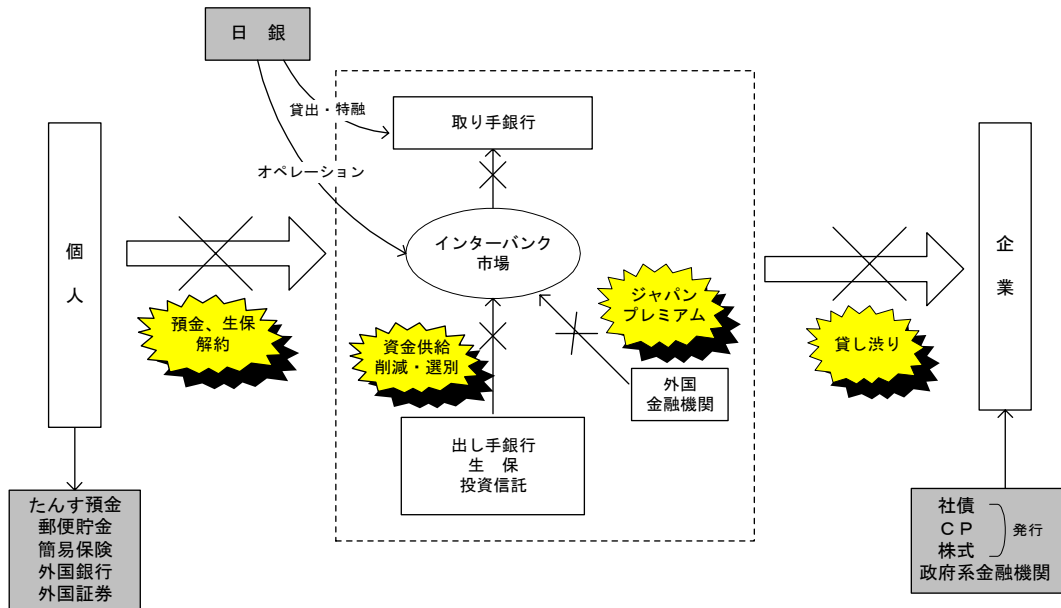 日　銀
貸出・特融
取り手銀行
オペレーション
個
人
インターバンク
市場
企
業
預金、生保
解約
資金供給
削減・選別
ジャパン
プレミアム
貸し渋り
外国
金融機関
出し手銀行
生　保
投資信託
たんす預金
郵便貯金
簡易保険
外国銀行
外国証券
社債
ＣＰ
株式
発行
政府系金融機関